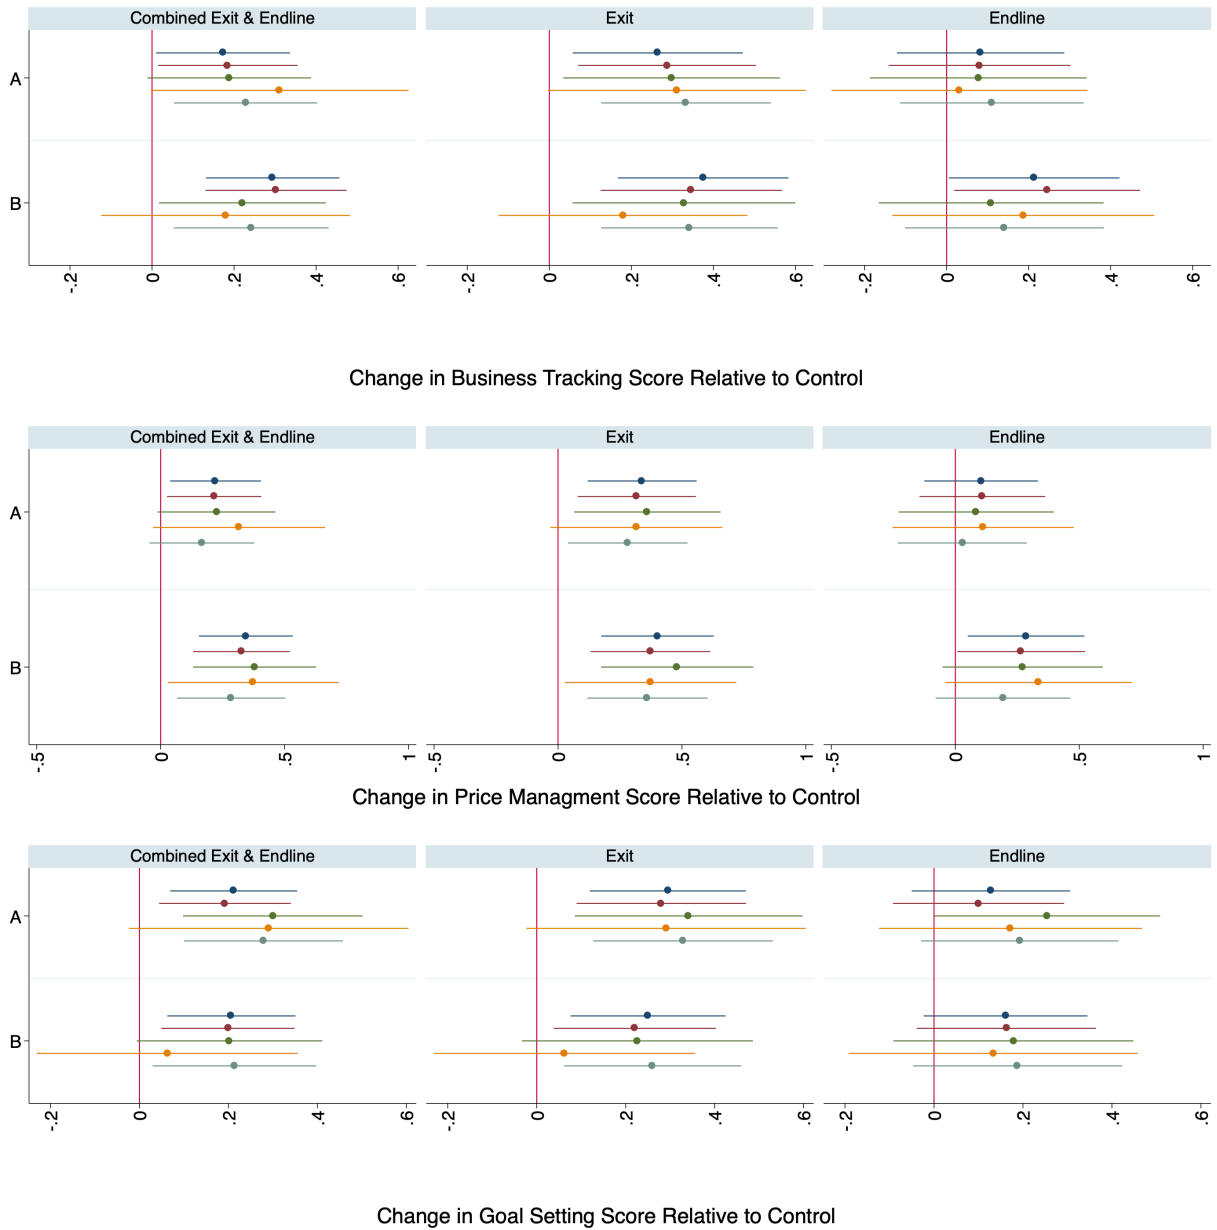 Combined Exit & Endline Exit Endline
A
B
-.2 0 .2 .4 .6 -.2 0 .2 .4 .6 -.2 0 .2 .4 .6
Change in Business Tracking Score Relative to Control
Combined Exit & Endline Exit Endline
A
B
-.5 0 .5 1 -.5 0 .5 1 -.5 0 .5 1
Change in Price Managment Score Relative to Control
Combined Exit & Endline Exit Endline
A
B
-.2 0 .2 .4 .6 -.2 0 .2 .4 .6 -.2 0 .2 .4 .6
Change in Goal Setting Score Relative to Control